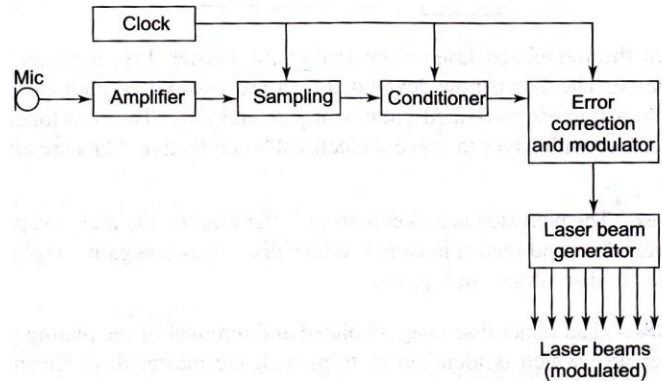 Clock
Mic
Amplifier
Sampling
Conditioner
Error
correction
and modulator
Laser beam
generator
Laser beams
(modulated)